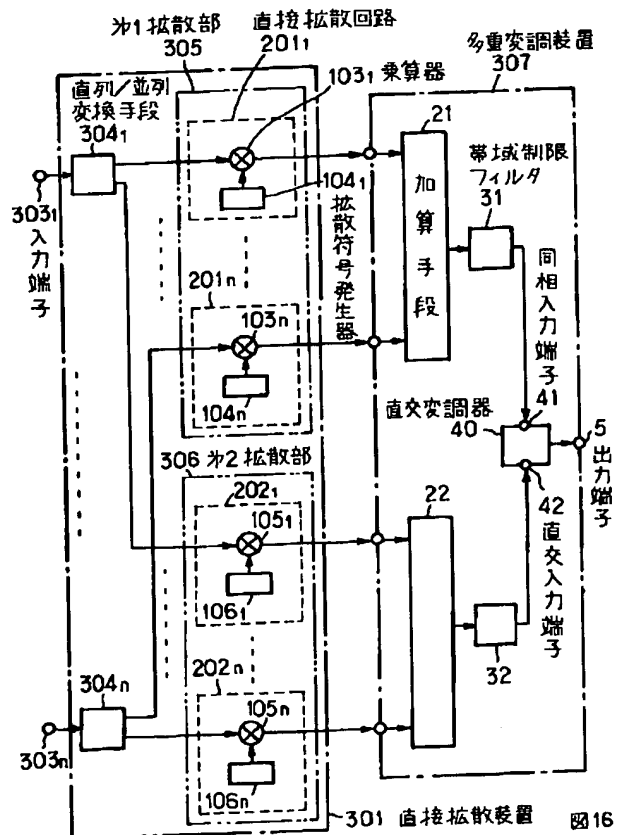 第1拡散部
305
直接拡散回路
201₁
103₁ 乗算器
多重変調装置
307
直列/並列
変換手段
304₁
104₁
拡散符号発生器
21
加算手段
帯域制限
フィルタ
31
303₁
入力端子
同相入力端子
201n
103n
104n
直交変調器
40
41
5
出力端子
42
直交入力端子
306 第2拡散部
202₁
105₁
106₁
22
32
202n
304n
303n
105n
106n
301 直接拡散装置
図16